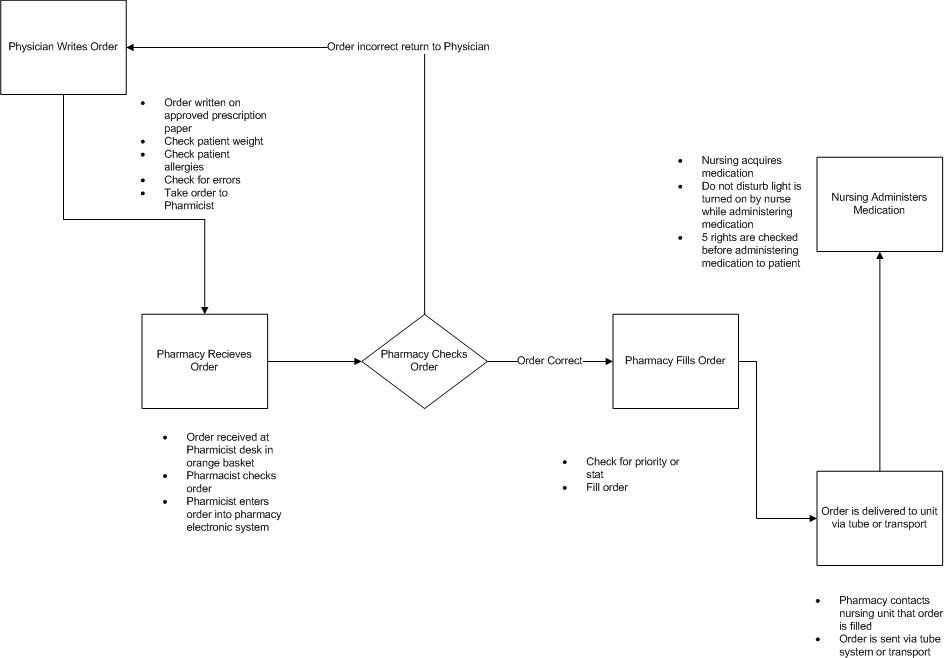 Physician Writes Order
Order incorrect return to Physician
• Order written on
approved prescription
paper
• Check patient weight
• Check patient
allergies
• Check for errors
• Take order to
Pharmicist
• Nursing acquires
medication
• Do not disturb light is
turned on by nurse
while administering
medication
• 5 rights are checked
before administering
medication to patient
Nursing Administers
Medication
Pharmacy Recieves
Order
Pharmacy Checks
Order
Order Correct
Pharmacy Fills Order
• Order received at
Pharmicist desk in
orange basket
• Pharmacist checks
order
• Pharmicist enters
order into pharmacy
electronic system
• Check for priority or
stat
• Fill order
Order is delivered to unit
via tube or transport
• Pharmacy contacts
nursing unit that order
is filled
• Order is sent via tube
system or transport